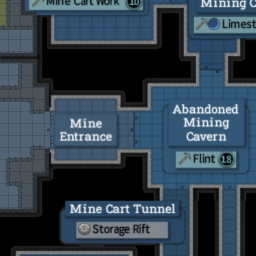 Mine Cart Work 10
Mining C
Limest
Mine
Entrance
Abandoned
Mining
Cavern
Flint 18
Mine Cart Tunnel
Storage Rift